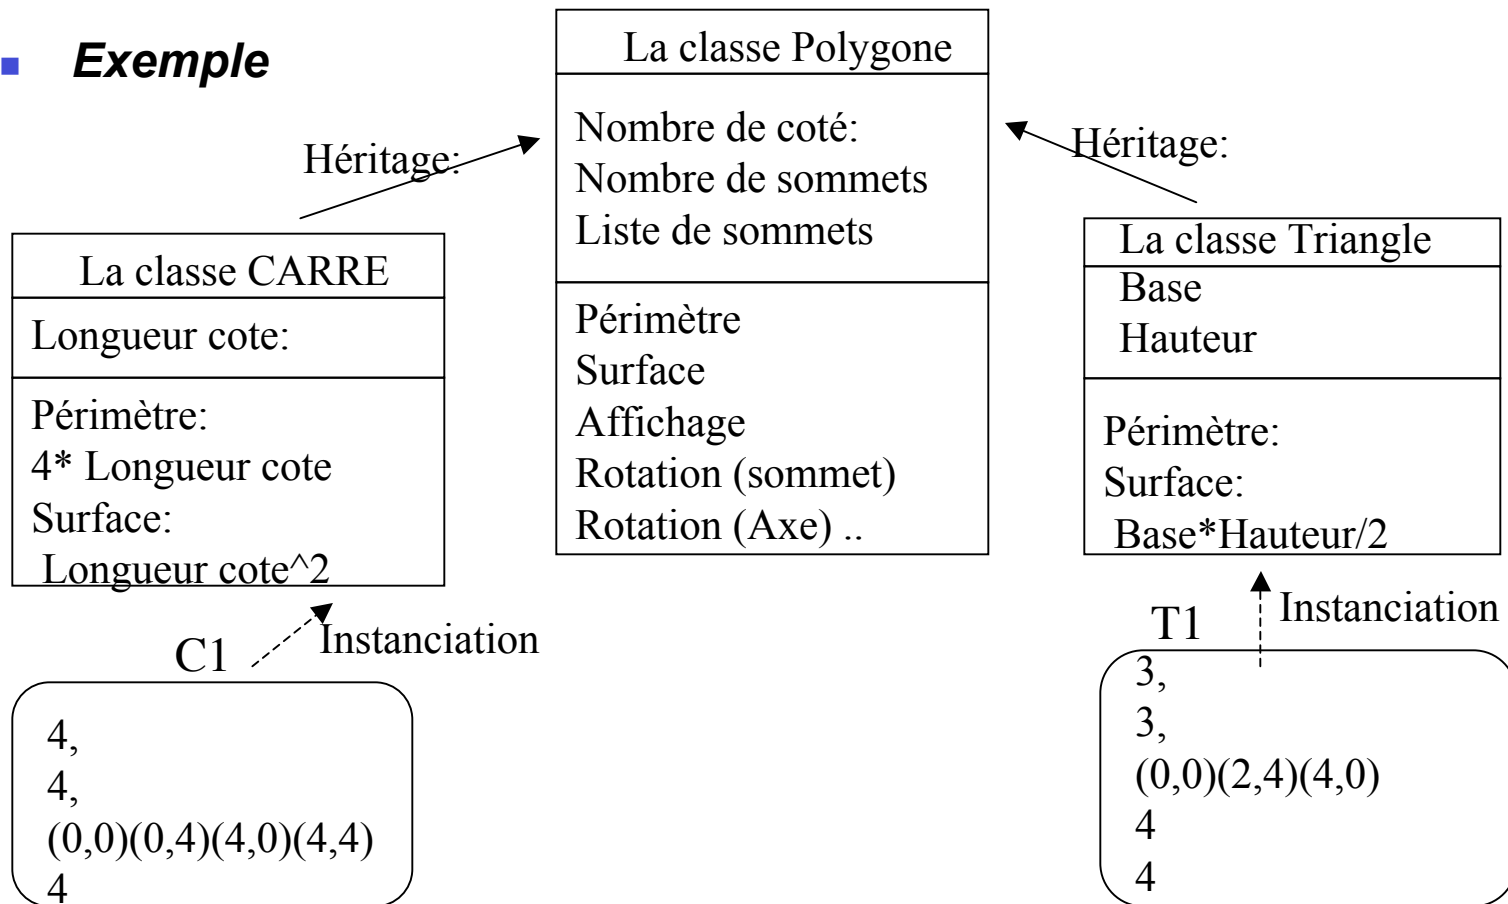 Exemple
La classe Polygone
Nombre de coté:
Nombre de sommets
Liste de sommets
Périmètre
Surface
Affichage
Rotation (sommet)
Rotation (Axe) ..
Héritage:
Héritage:
La classe CARRE
Longueur cote:
Périmètre:
4* Longueur cote
Surface:
Longueur cote^2
La classe Triangle
Base
Hauteur
Périmètre:
Surface:
Base*Hauteur/2
Instanciation
C1
4,
4,
(0,0)(0,4)(4,0)(4,4)
4
Instanciation
T1
3,
3,
(0,0)(2,4)(4,0)
4
4